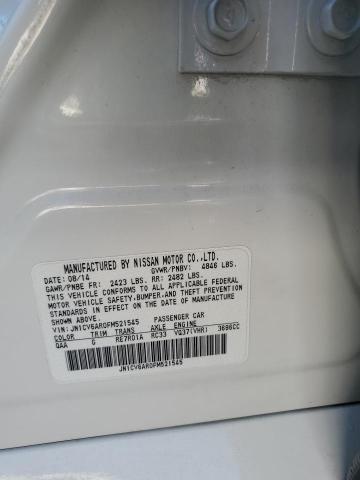 MANUFACTURED BY NISSAN MOTOR CO.,LTD.
DATE: 08/14 GVWR/PNBV: 4846 LBS.
GAWR/PNBE FR: 2423 LBS. RR: 2482 LBS.
THIS VEHICLE CONFORMS TO ALL APPLICABLE FEDERAL
MOTOR VEHICLE SAFETY,BUMPER,AND THEFT PREVENTION
STANDARDS IN EFFECT ON THE DATE OF MANUFACTURE
SHOWN ABOVE.
VIN: JN1CV6AR0FM521545 PASSENGER CAR
COLOR TRIM TRANS AXLE ENGINE
QAA G RE7R01A RC33 VQ37(VHR) 3696CC
JN1CV6AR0FM521545